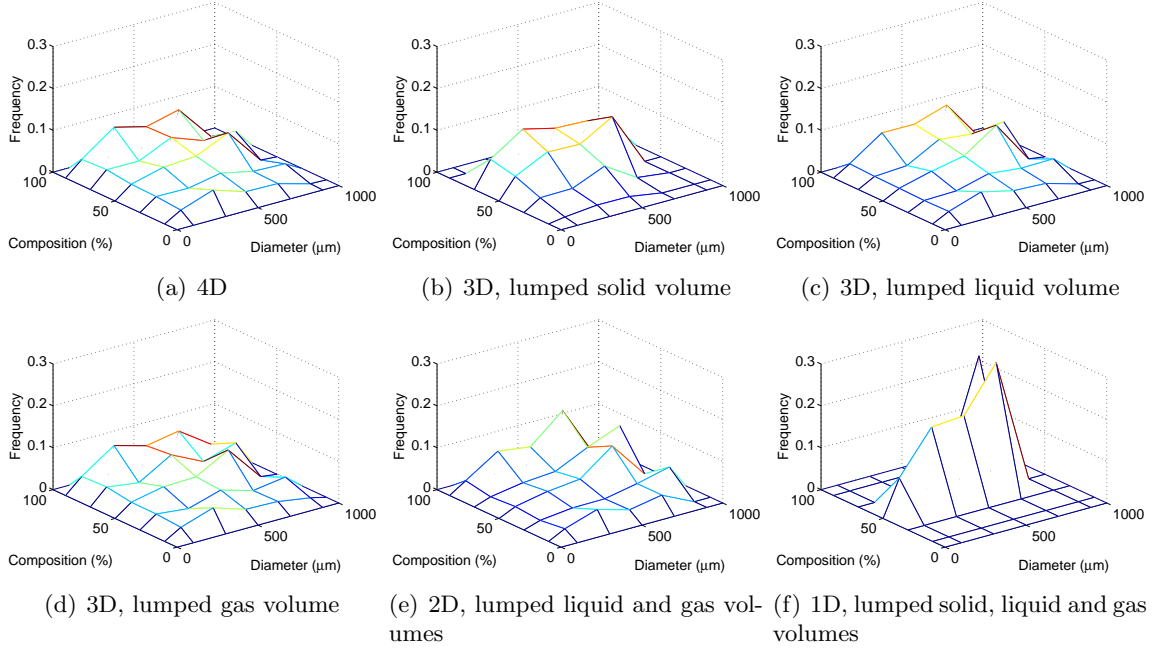 0.3
0.2
0.1
0
Frequency
100
50
0
Composition (%)
0
500
1000
Diameter (μm)
(a) 4D
0.3
0.2
0.1
0
Frequency
100
50
0
Composition (%)
0
500
1000
Diameter (μm)
(b) 3D, lumped solid volume
0.3
0.2
0.1
0
Frequency
100
50
0
Composition (%)
0
500
1000
Diameter (μm)
(c) 3D, lumped liquid volume
0.3
0.2
0.1
0
Frequency
100
50
0
Composition (%)
0
500
1000
Diameter (μm)
(d) 3D, lumped gas volume
0.3
0.2
0.1
0
Frequency
100
50
0
Composition (%)
0
500
1000
Diameter (μm)
(e) 2D, lumped liquid and gas vol-
umes
0.3
0.2
0.1
0
Frequency
100
50
0
Composition (%)
0
500
1000
Diameter (μm)
(f) 1D, lumped solid, liquid and gas
volumes